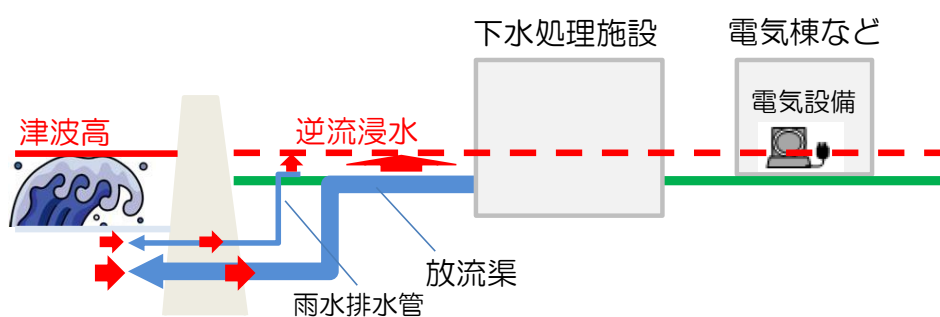 下水処理施設
電気棟など
電気設備
津波高
逆流浸水
放流渠
雨水排水管